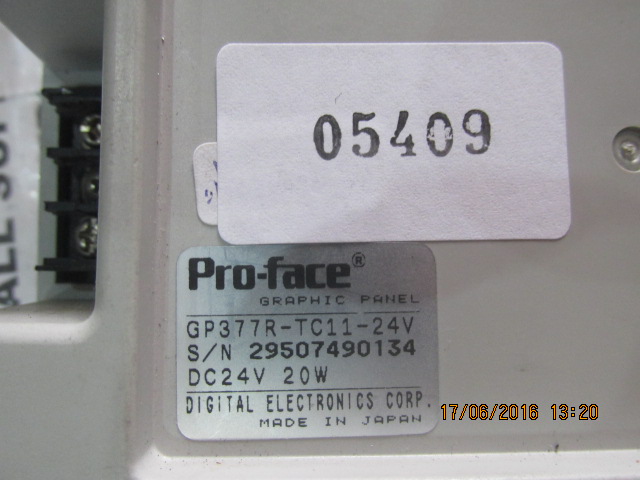 05409
Pro-face®
GRAPHIC PANEL
GP377R-TC11-24V
S/N 29507490134
DC24V 20W
DIGITAL ELECTRONICS CORP.
MADE IN JAPAN
17/06/2016 13:20